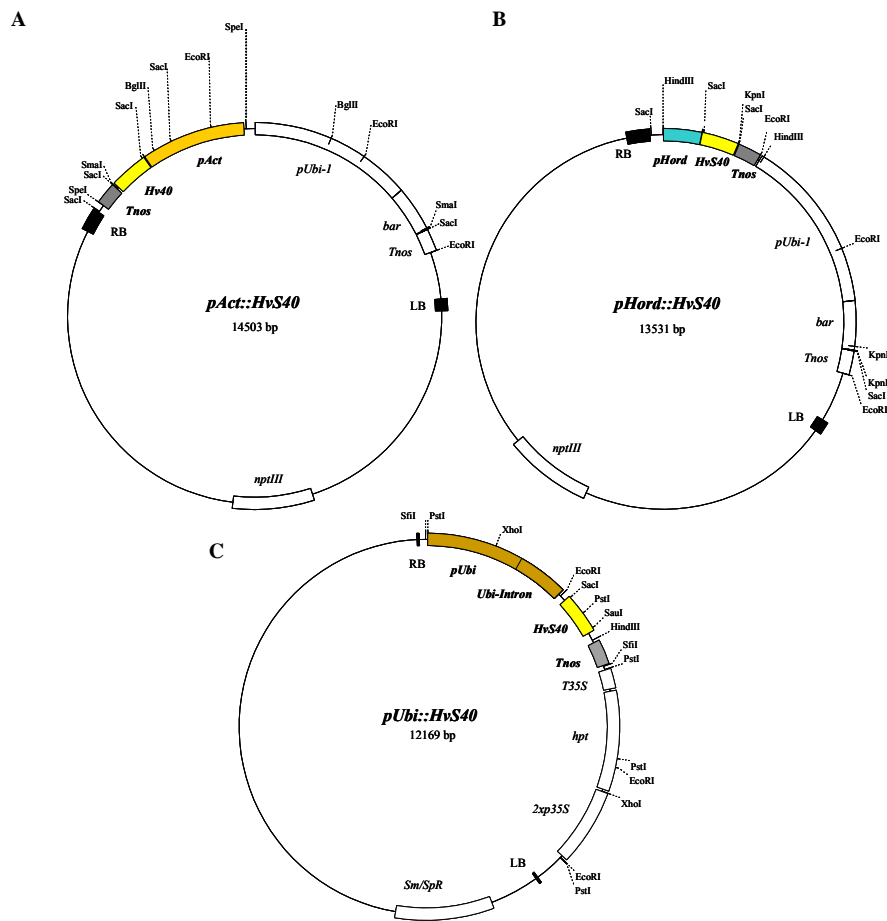 A
SpeI
EcoRI
SacI
BglII
SacI
SmaI
SacI
SpeI
SacI
RB
Tnos
Hv40
pAct
pUbi-1
BglII
EcoRI
SmaI
SacI
EcoRI
bar
Tnos
LB
pAct::HvS40
14503 bp
nptIII
B
HindIII
SacI
SacI
KpnI
SacI
EcoRI
HindIII
RB
pHord
HvS40
Tnos
pUbi-1
EcoRI
bar
Tnos
KpnI
KpnI
SacI
EcoRI
LB
pHord::HvS40
13531 bp
nptIII
C
SfiI
PstI
XhoI
RB
pUbi
Ubi-Intron
EcoRI
SacI
PstI
SauI
HindIII
HvS40
SfiI
PstI
Tnos
T35S
hpt
PstI
EcoRI
XhoI
2xp35S
EcoRI
PstI
LB
Sm/SpR
pUbi::HvS40
12169 bp